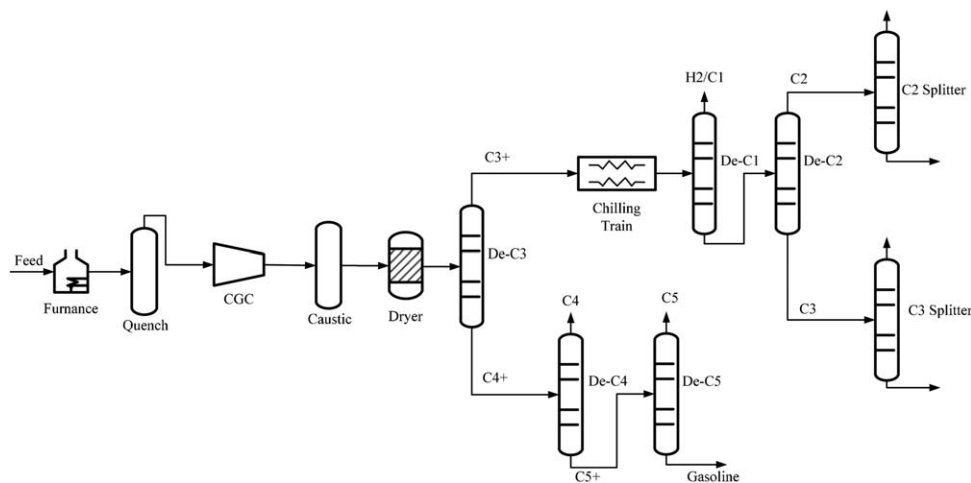 Feed
Furnance
Quench
CGC
Caustic
Dryer
De-C3
C3+
C4+
Chilling
Train
H2/C1
De-C1
De-C2
C2
C2 Splitter
C3
C3 Splitter
C4
De-C4
C5+
C5
De-C5
Gasoline